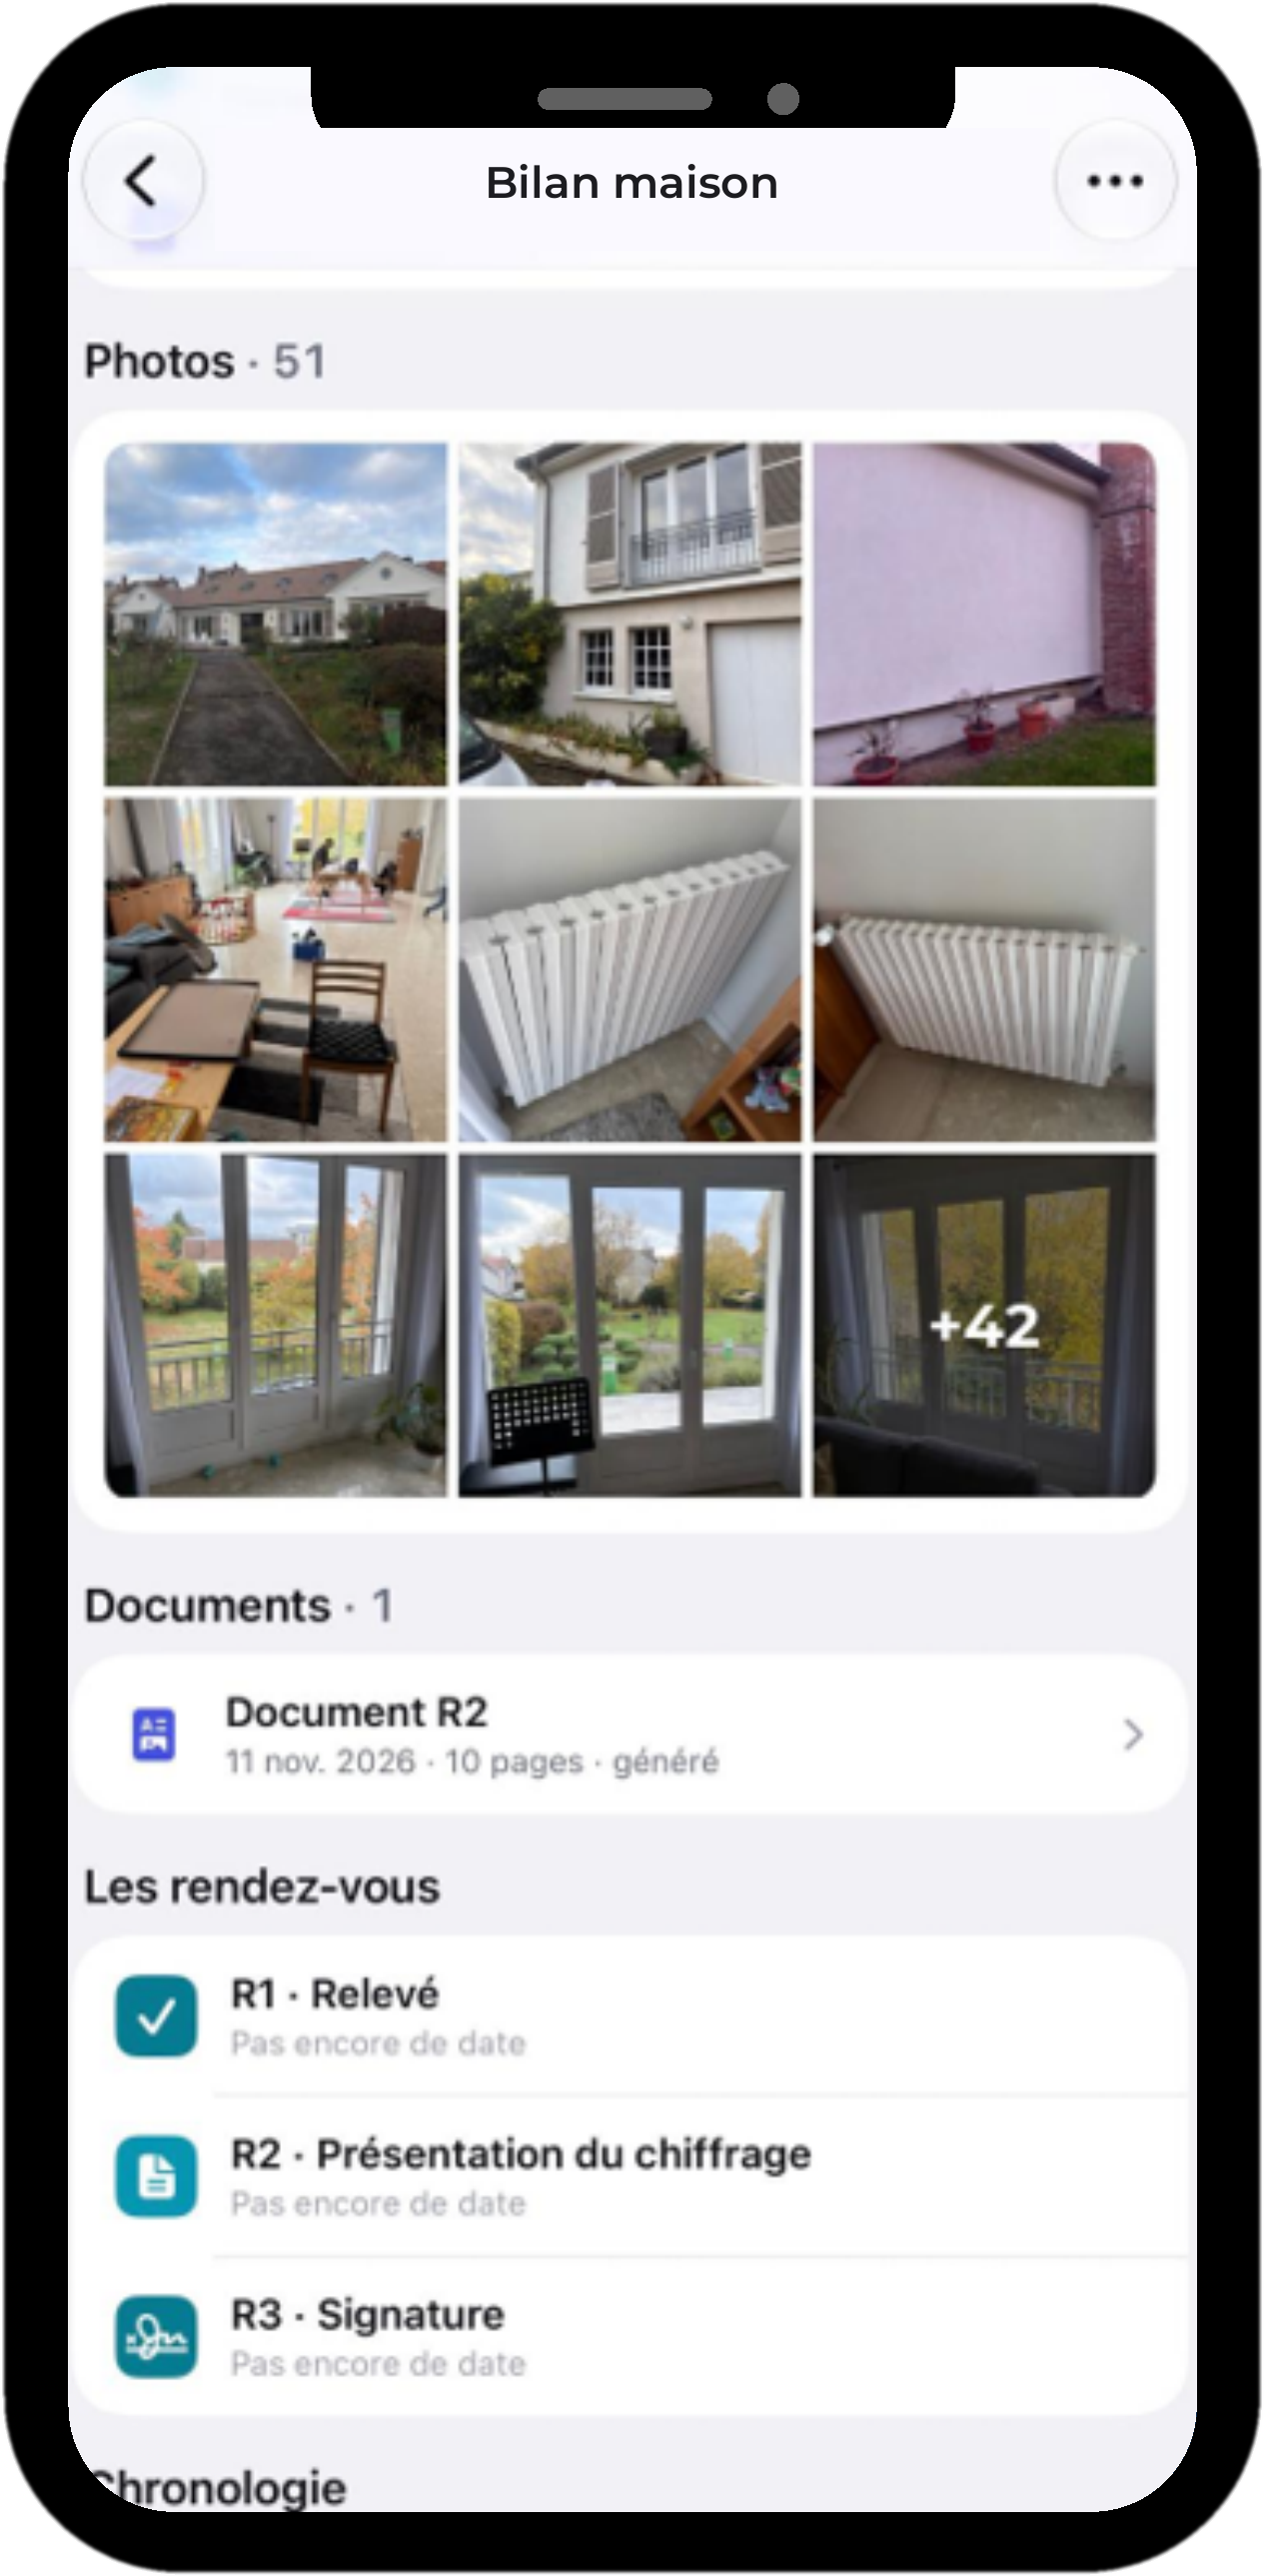 Bilan maison
Photos · 51
+42
Documents · 1
Document R2
11 nov. 2026 · 10 pages · généré
Les rendez-vous
R1 · Relevé
Pas encore de date
R2 · Présentation du chiffrage
Pas encore de date
R3 · Signature
Pas encore de date
Chronologie